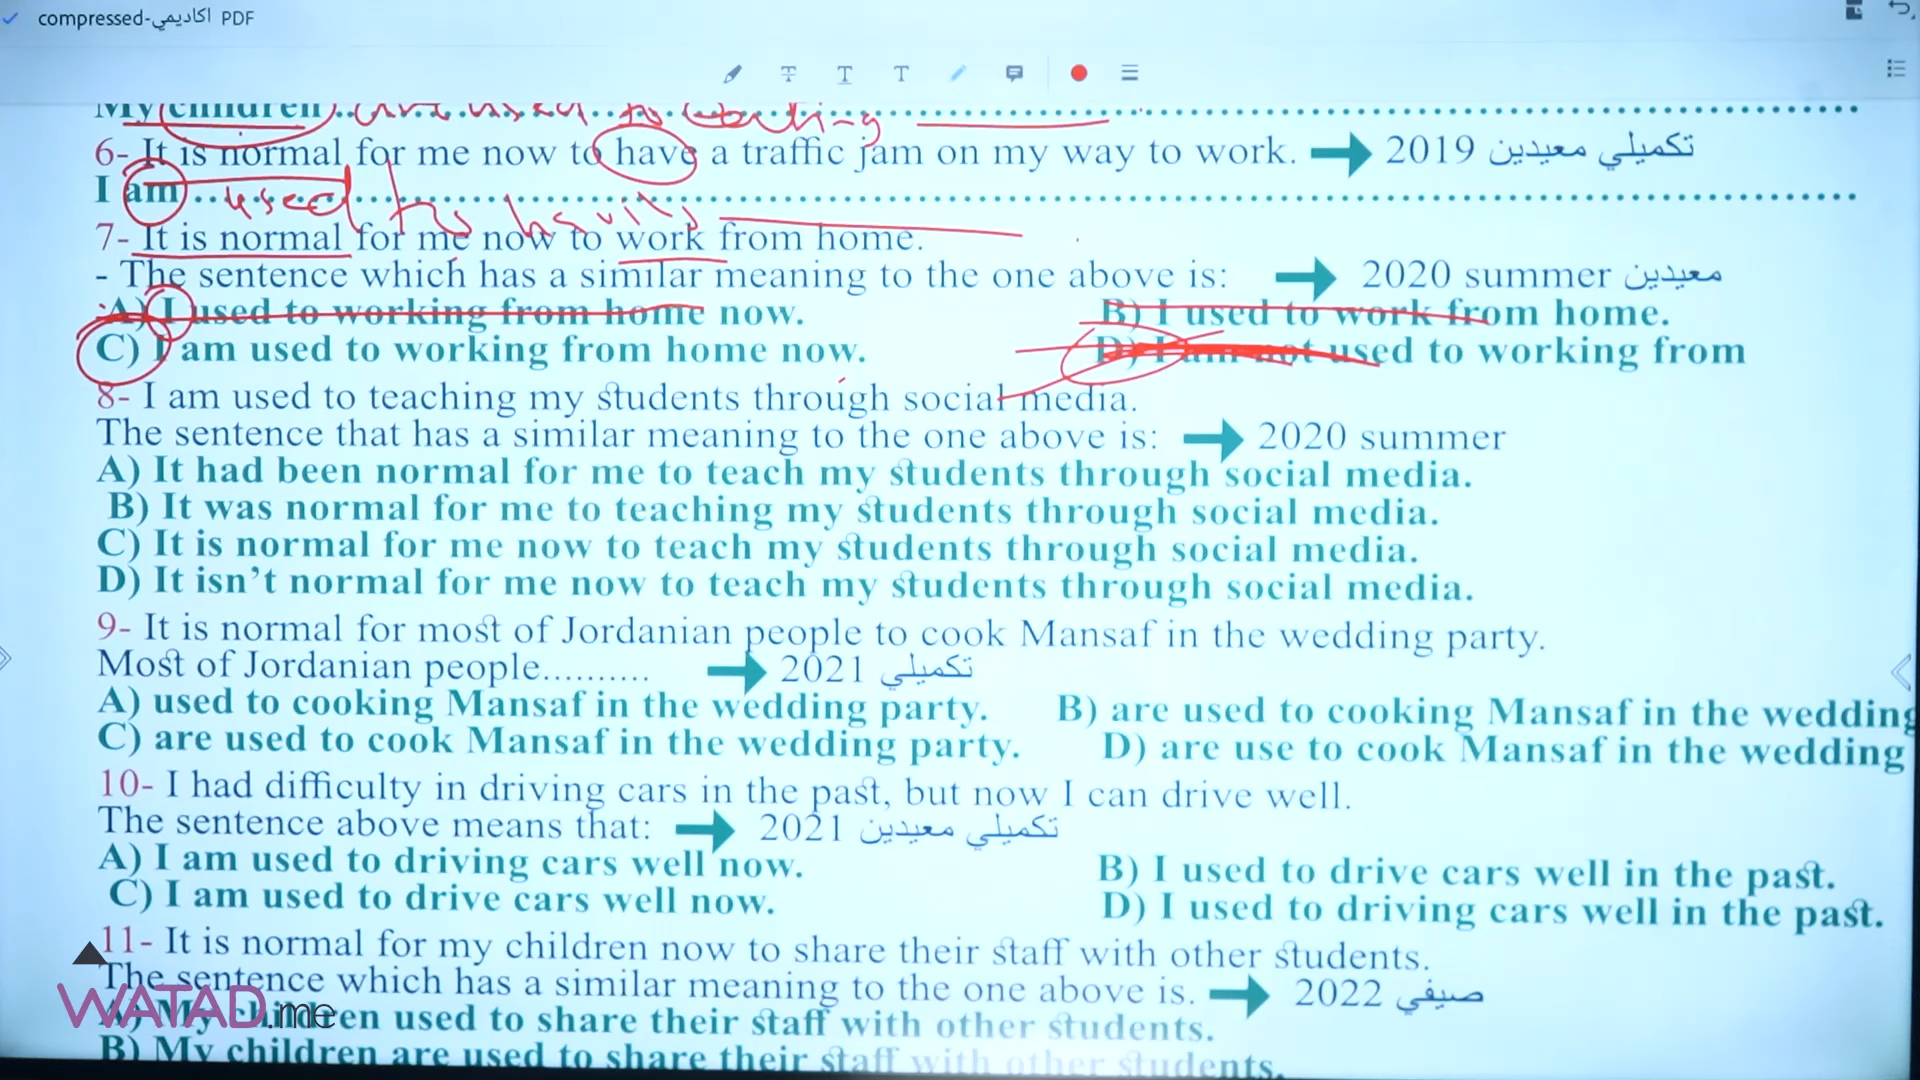 compressed-اكاديمي PDF
My children are used to eating
6- It is normal for me now to have a traffic jam on my way to work. 2019 تكميلي معيدين
I am used to having
7- It is normal for me now to work from home.
- The sentence which has a similar meaning to the one above is: 2020 summer معيدين
A) I used to working from home now. B) I used to work from home.
C) I am used to working from home now. D) I am not used to working from
8- I am used to teaching my students through social media.
The sentence that has a similar meaning to the one above is: 2020 summer
A) It had been normal for me to teach my students through social media.
B) It was normal for me to teaching my students through social media.
C) It is normal for me now to teach my students through social media.
D) It isn't normal for me now to teach my students through social media.
9- It is normal for most of Jordanian people to cook Mansaf in the wedding party.
Most of Jordanian people.......... 2021 تكميلي
A) used to cooking Mansaf in the wedding party. B) are used to cooking Mansaf in the wedding
C) are used to cook Mansaf in the wedding party. D) are use to cook Mansaf in the wedding
10- I had difficulty in driving cars in the past, but now I can drive well.
The sentence above means that: 2021 تكميلي معيدين
A) I am used to driving cars well now. B) I used to drive cars well in the past.
C) I am used to drive cars well now. D) I used to driving cars well in the past.
11- It is normal for my children now to share their staff with other students.
The sentence which has a similar meaning to the one above is. 2022 صيفي
A) My children used to share their staff with other students.
B) My children are used to share their staff with other students.
WATAD.me